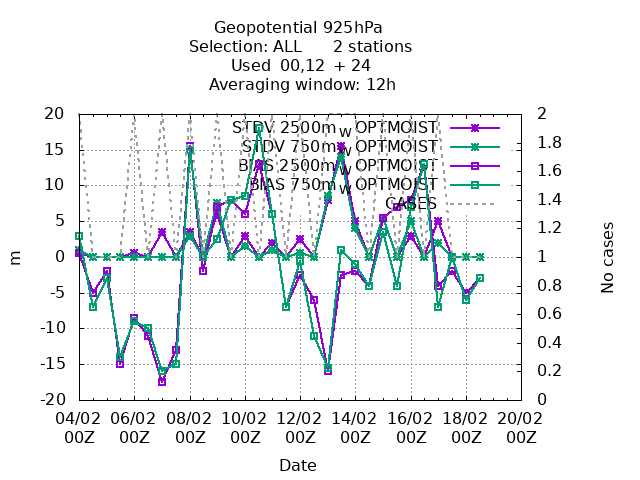 Geopotential 925hPa
Selection: ALL 2 stations
Used 00,12 + 24
Averaging window: 12h
STDV 2500m w OPTMOIST
STDV 750m w OPTMOIST
BIAS 2500m w OPTMOIST
BIAS 750m w OPTMOIST
CASES
20 2
15 1.8
10 1.6
5 1.4
0 1.2
-5 1
-10 0.8
-15 0.6
-20 0.4
0.2
0
m
No cases
04/02 06/02 08/02 10/02 12/02 14/02 16/02 18/02 20/02
00Z 00Z 00Z 00Z 00Z 00Z 00Z 00Z 00Z
Date